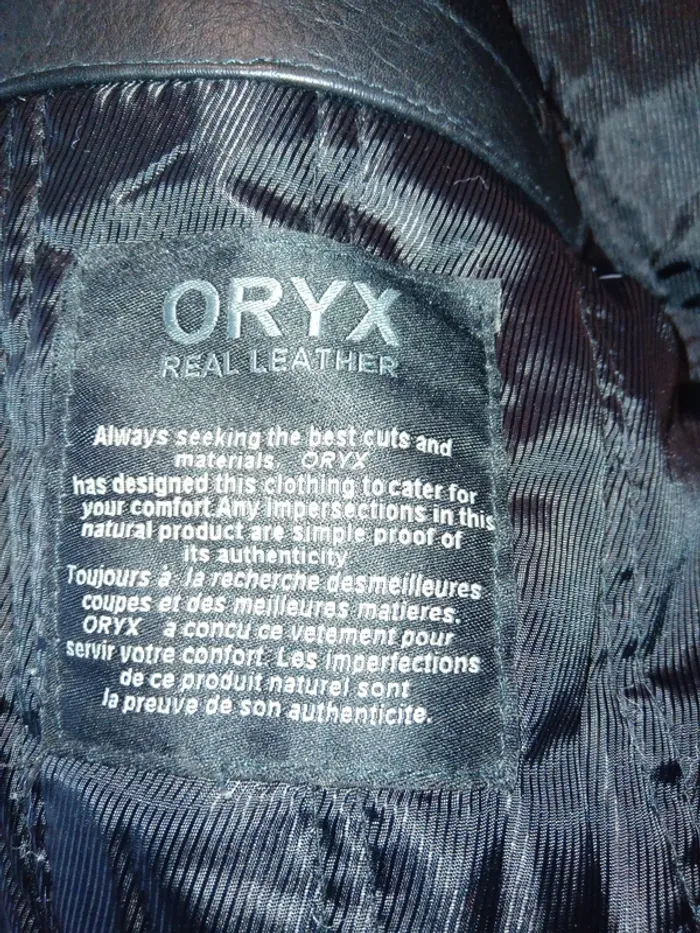 ORYX
REAL LEATHER
Always seeking the best cuts and
materials, ORYX
has designed this clothing to cater for
your comfort.Any impersections in this
natural product are simple proof of
its authenticity
Toujours à la recherche desmeilleures
coupes et des meilleures matieres.
ORYX a concu ce vetement pour
servir votre confort. Les imperfections
de ce produit naturel sont
la preuve de son authenticite.